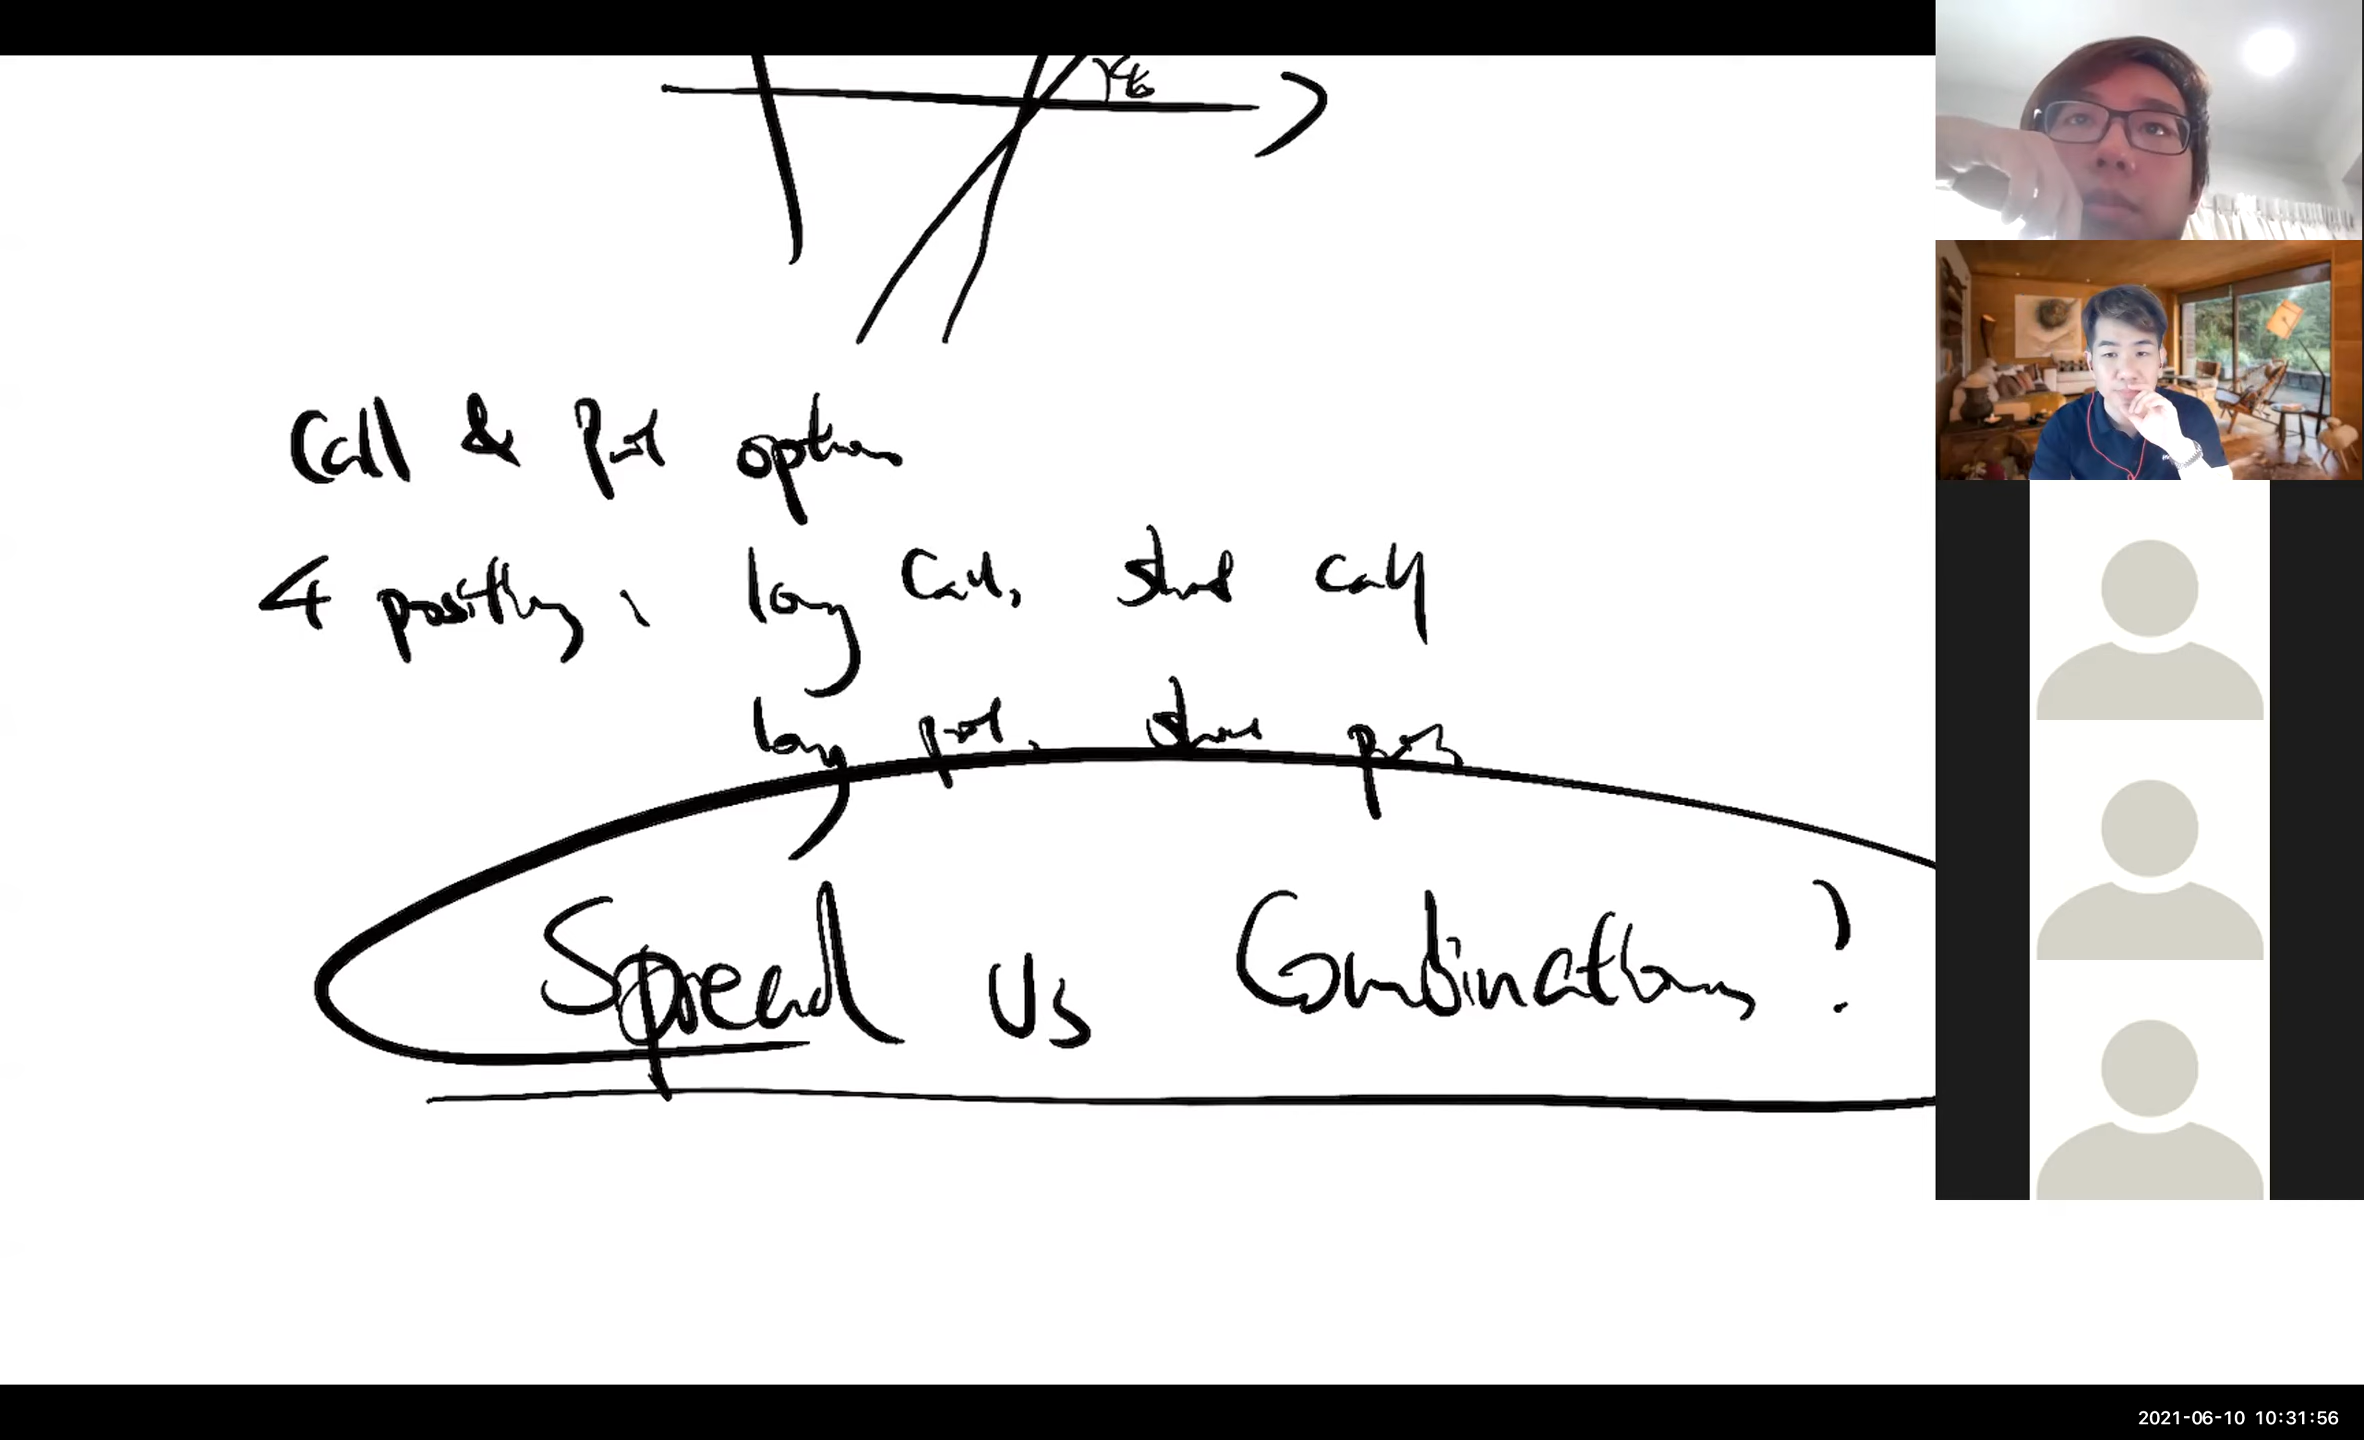 Call & Put option
4 position, long Call, short call
long put, short put
Spread vs Combinations?
2021-06-10 10:31:56